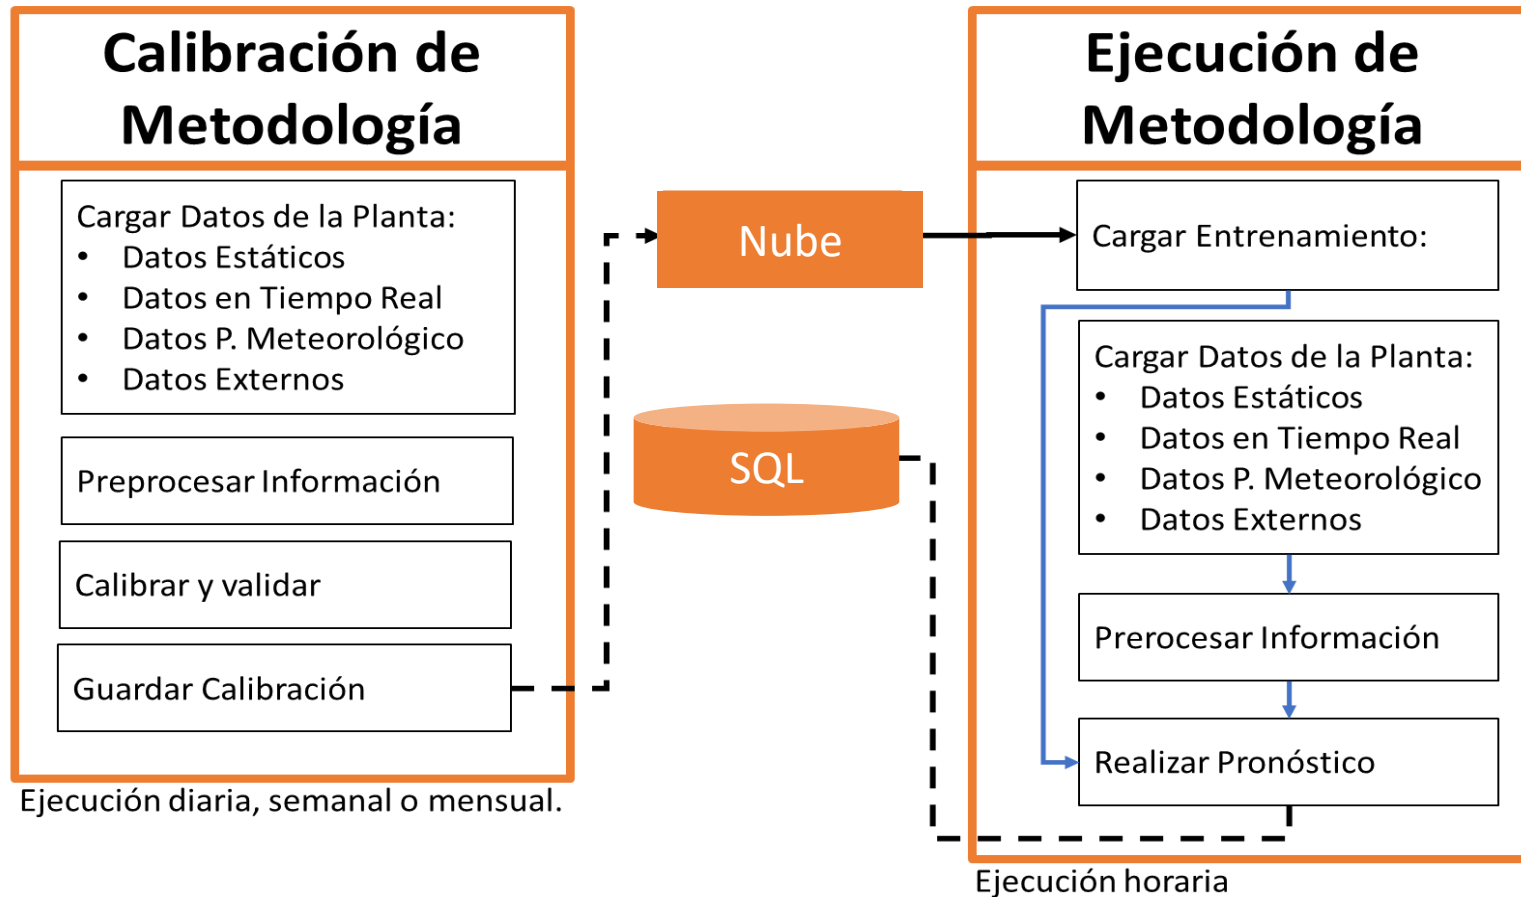 Calibración de
Metodología
Cargar Datos de la Planta:
• Datos Estáticos
• Datos en Tiempo Real
• Datos P. Meteorológico
• Datos Externos
Preprocesar Información
Calibrar y validar
Guardar Calibración
Ejecución diaria, semanal o mensual.
Nube
SQL
Ejecución de
Metodología
Cargar Entrenamiento:
Cargar Datos de la Planta:
• Datos Estáticos
• Datos en Tiempo Real
• Datos P. Meteorológico
• Datos Externos
Prerocesar Información
Realizar Pronóstico
Ejecución horaria